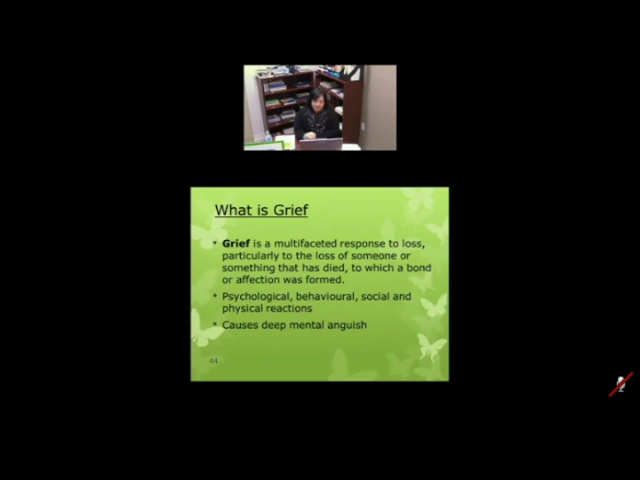 What is Grief
• Grief is a multifaceted response to loss,
particularly to the loss of someone or
something that has died, to which a bond
or affection was formed.
• Psychological, behavioural, social and
physical reactions
• Causes deep mental anguish
44